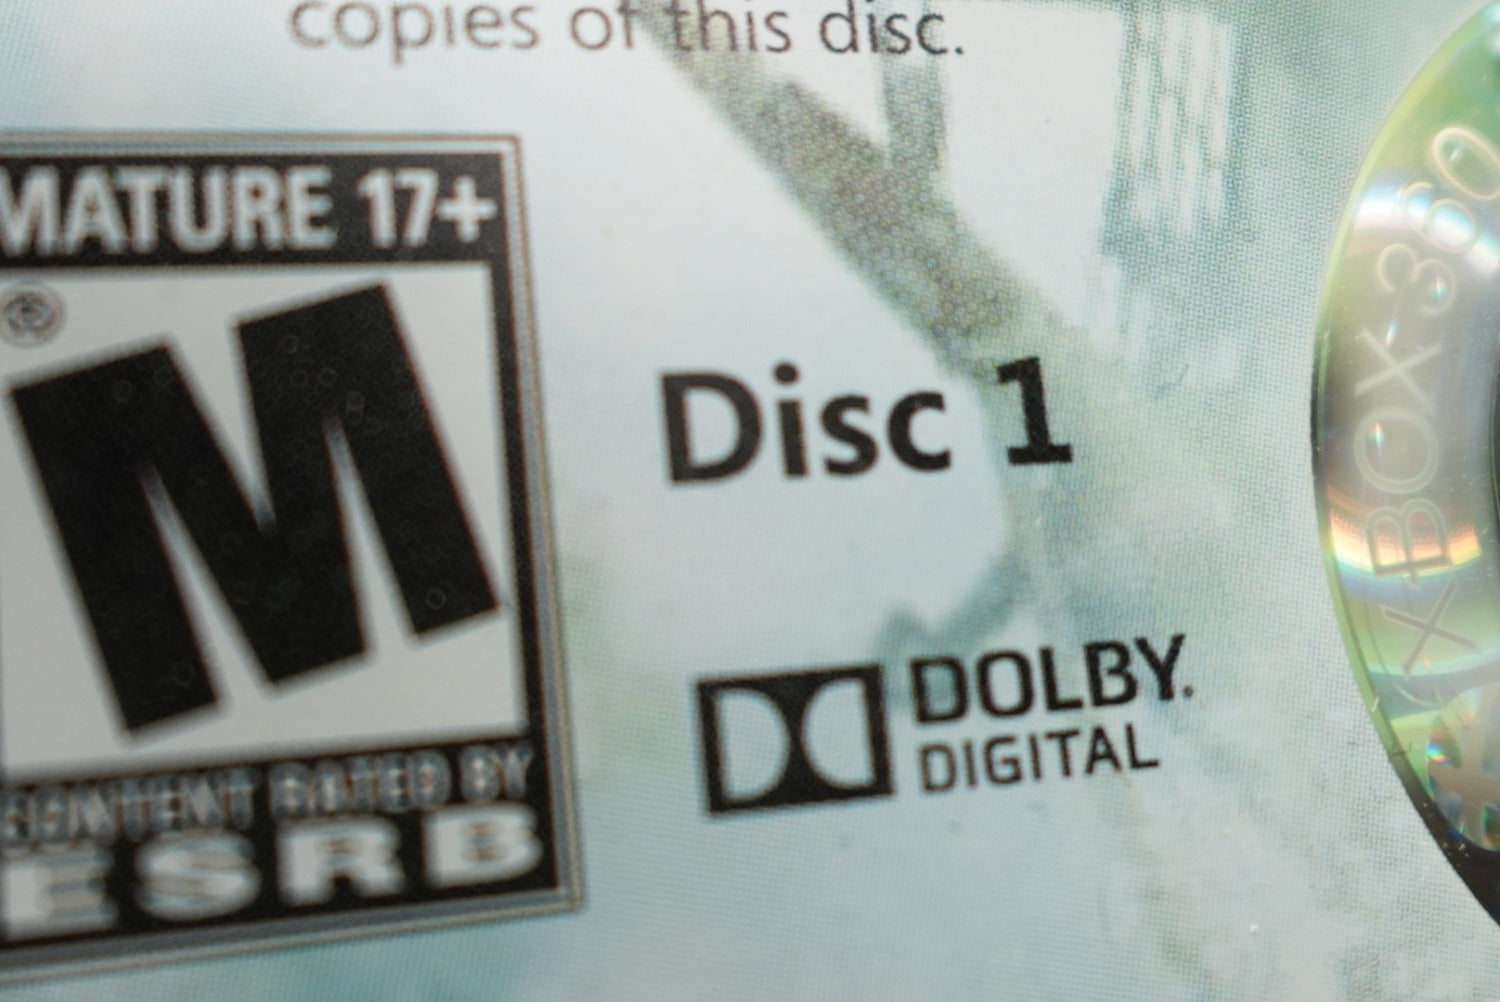 copies of this disc.
MATURE 17+
®
M
CONTENT RATED BY
ESRB
Disc 1
DOLBY
DIGITAL
XBOX 360
X